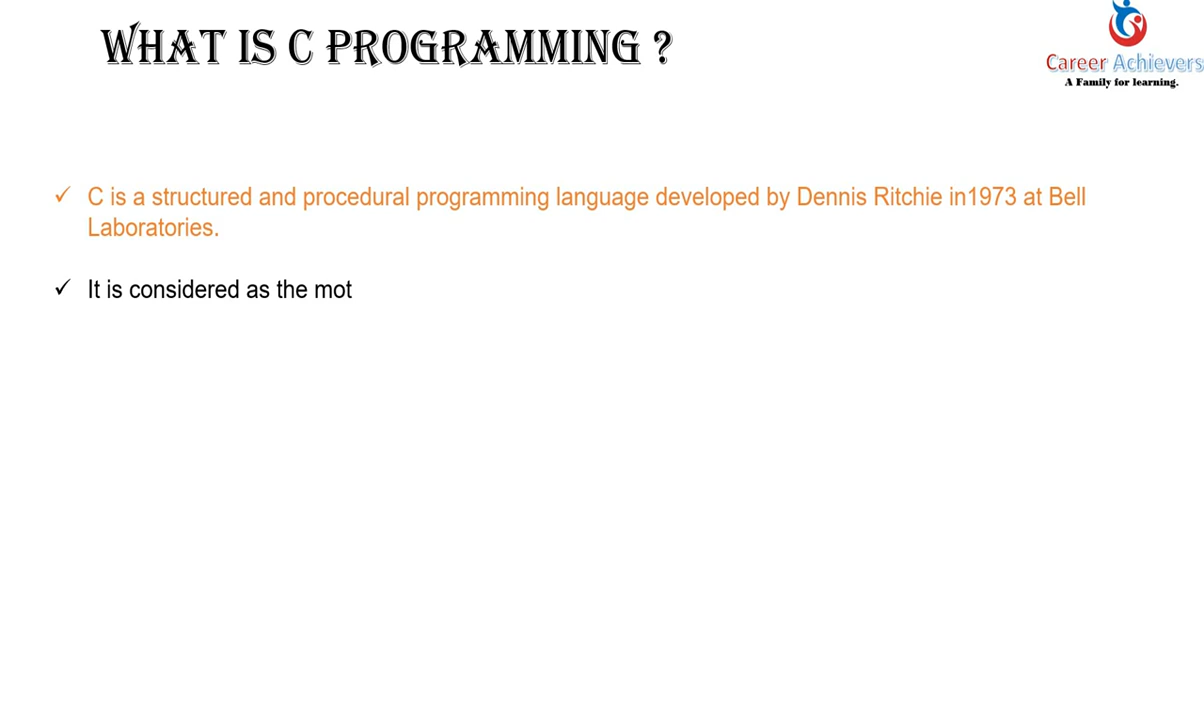 WHAT IS C PROGRAMMING ?
Career Achievers
A Family for learning.
✓ C is a structured and procedural programming language developed by Dennis Ritchie in1973 at Bell
Laboratories.
✓ It is considered as the mot